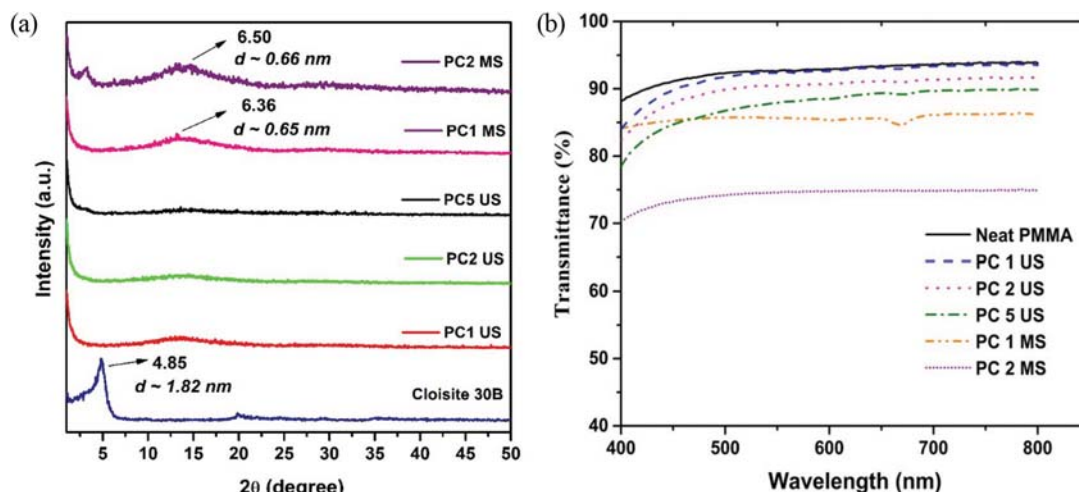 (a)
6.50
d ~ 0.66 nm
PC2 MS
6.36
d ~ 0.65 nm
PC1 MS
PC5 US
PC2 US
PC1 US
4.85
d ~ 1.82 nm
Cloisite 30B
Intensity (a.u.)
5 10 15 20 25 30 35 40 45 50
2θ (degree)
(b)
100
90
80
70
60
50
40
Transmittance (%)
Neat PMMA
PC 1 US
PC 2 US
PC 5 US
PC 1 MS
PC 2 MS
400 500 600 700 800
Wavelength (nm)